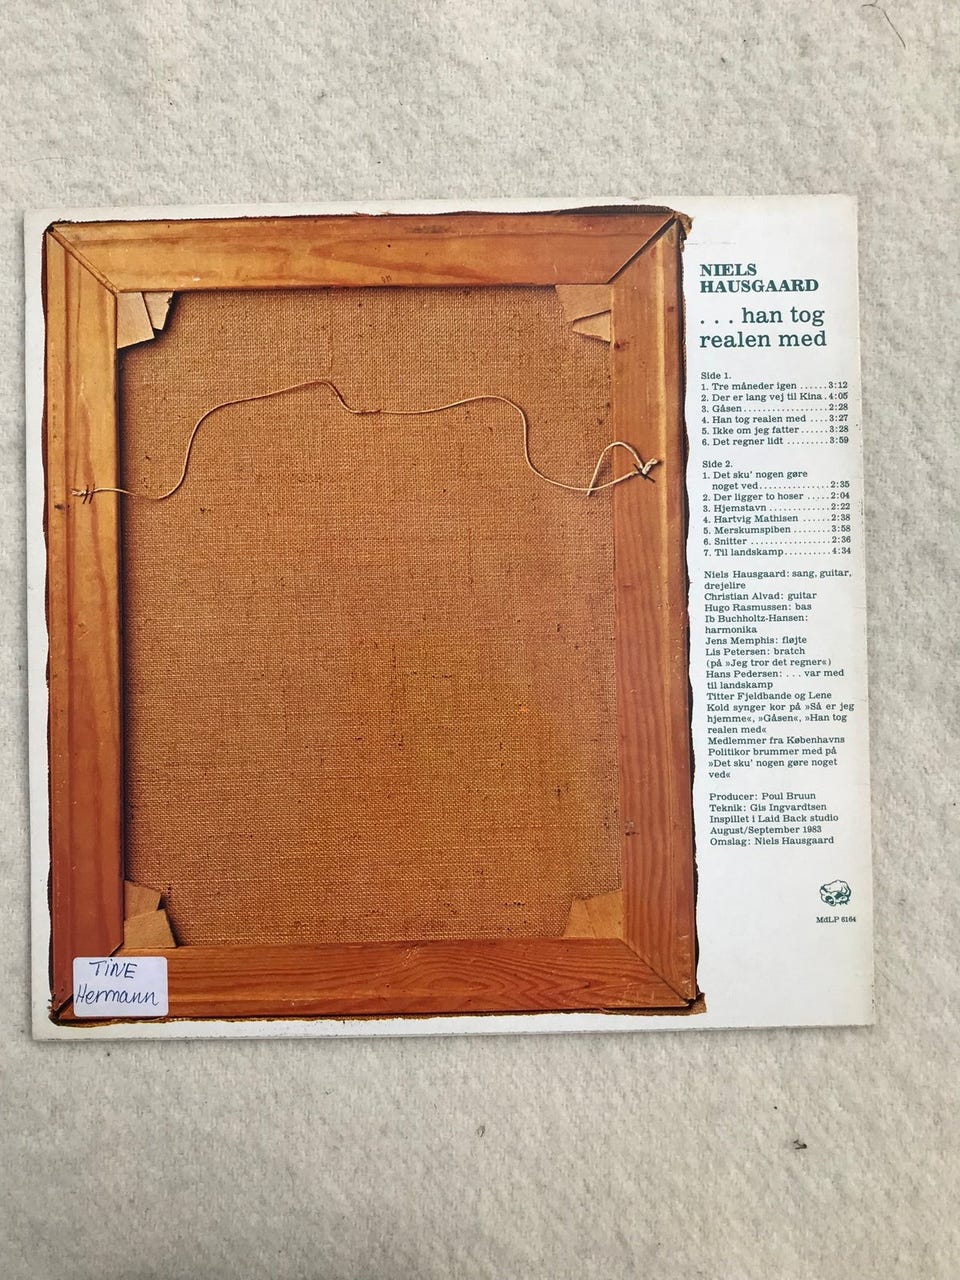 NIELS
HAUSGAARD
. . . han tog
realen med
Side 1.
1. Tre måneder igen ......3:12
2. Der er lang vej til Kina.4:05
3. Gåsen..................2:28
4. Han tog realen med ....3:27
5. Ikke om jeg fatter......3:28
6. Det regner lidt .........3:59
Side 2.
1. Det sku' nogen gøre
noget ved...............2:35
2. Der ligger to hoser .....2:04
3. Hjemstavn .............2:22
4. Hartvig Mathisen ......2:38
5. Merskumspiben ........3:58
6. Snitter .................2:36
7. Til landskamp..........4:34
Niels Hausgaard: sang, guitar,
drejelire
Christian Alvad: guitar
Hugo Rasmussen: bas
Ib Buchholtz-Hansen:
harmonika
Jens Memphis: fløjte
Lis Petersen: bratch
(på »Jeg tror det regner«)
Hans Pedersen: . . . var med
til landskamp
Titter Fjeldbande og Lene
Kold synger kor på »Så er jeg
hjemme«, »Gåsen«, »Han tog
realen med«
Medlemmer fra Københavns
Politikor brummer med på
»Det sku' nogen gøre noget
ved«
Producer: Poul Bruun
Teknik: Gis Ingvardtsen
Inspillet i Laid Back studio
August/September 1983
Omslag: Niels Hausgaard
MdLP 6164
TINE
Hermann